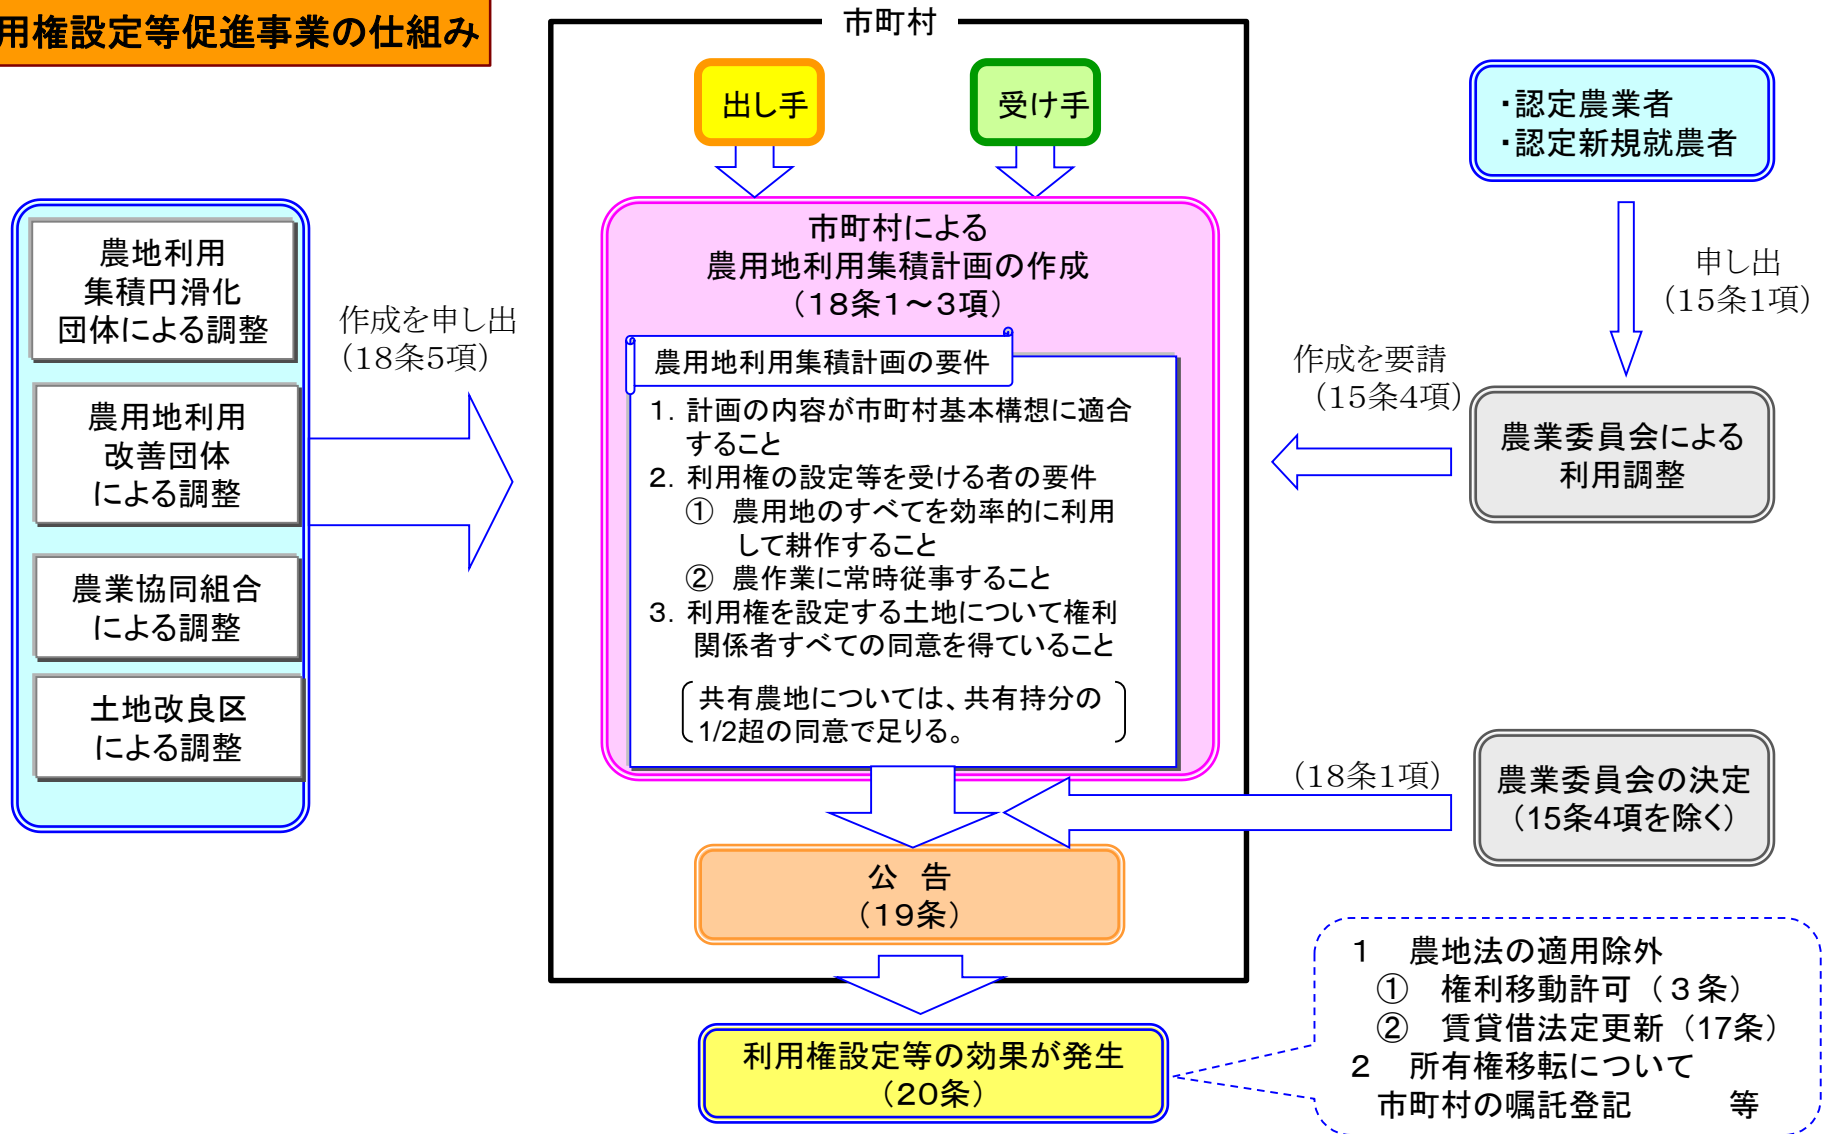 用権設定等促進事業の仕組み
市町村
出し手
受け手
・認定農業者
・認定新規就農者
申し出
（15条1項）
農業委員会による
利用調整
作成を要請
（15条4項）
農地利用
集積円滑化
団体による調整
農用地利用
改善団体
による調整
農業協同組合
による調整
土地改良区
による調整
作成を申し出
（18条5項）
市町村による
農用地利用集積計画の作成
（18条1～3項）
農用地利用集積計画の要件
1．計画の内容が市町村基本構想に適合
すること
2．利用権の設定等を受ける者の要件
① 農用地のすべてを効率的に利用
して耕作すること
② 農作業に常時従事すること
3．利用権を設定する土地について権利
関係者すべての同意を得ていること
共有農地については、共有持分の
1/2超の同意で足りる。
（18条1項）
農業委員会の決定
（15条4項を除く）
公 告
（19条）
利用権設定等の効果が発生
（20条）
1 農地法の適用除外
① 権利移動許可（３条）
② 賃貸借法定更新（17条）
2 所有権移転について
市町村の嘱託登記 等